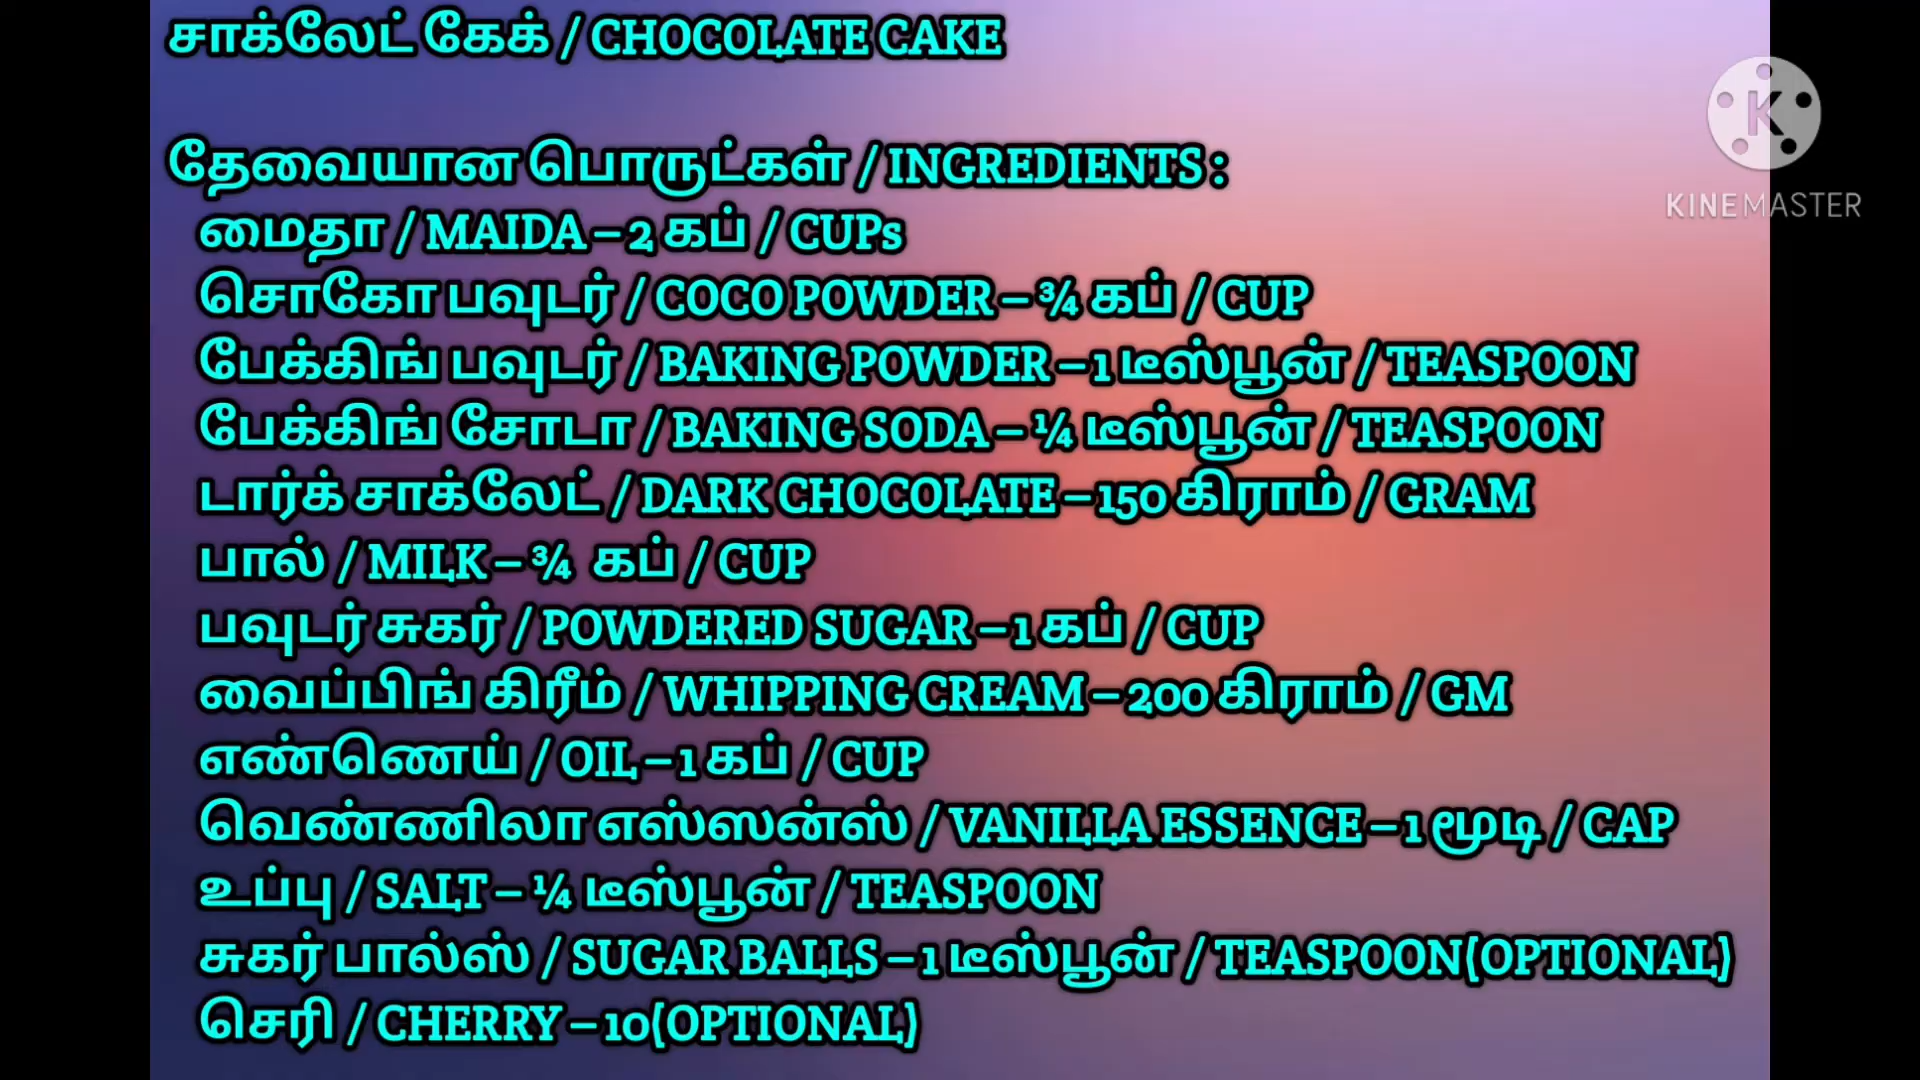 சாக்லேட் கேக் / CHOCOLATE CAKE
தேவையான பொருட்கள் / INGREDIENTS :
மைதா / MAIDA – 2 கப் / CUPs
சொகோ பவுடர் / COCO POWDER – ¾ கப் / CUP
பேக்கிங் பவுடர் / BAKING POWDER – 1 டீஸ்பூன் / TEASPOON
பேக்கிங் சோடா / BAKING SODA – ¼ டீஸ்பூன் / TEASPOON
டார்க் சாக்லேட் / DARK CHOCOLATE – 150 கிராம் / GRAM
பால் / MILK – ¾ கப் / CUP
பவுடர் சுகர் / POWDERED SUGAR – 1 கப் / CUP
வைப்பிங் கிரீம் / WHIPPING CREAM – 200 கிராம் / GM
எண்ணெய் / OIL – 1 கப் / CUP
வெண்ணிலா எஸ்ஸன்ஸ் / VANILLA ESSENCE – 1 மூடி / CAP
உப்பு / SALT – ¼ டீஸ்பூன் / TEASPOON
சுகர் பால்ஸ் / SUGAR BALLS – 1 டீஸ்பூன் / TEASPOON(OPTIONAL)
செரி / CHERRY – 10(OPTIONAL)
K
KINEMASTER